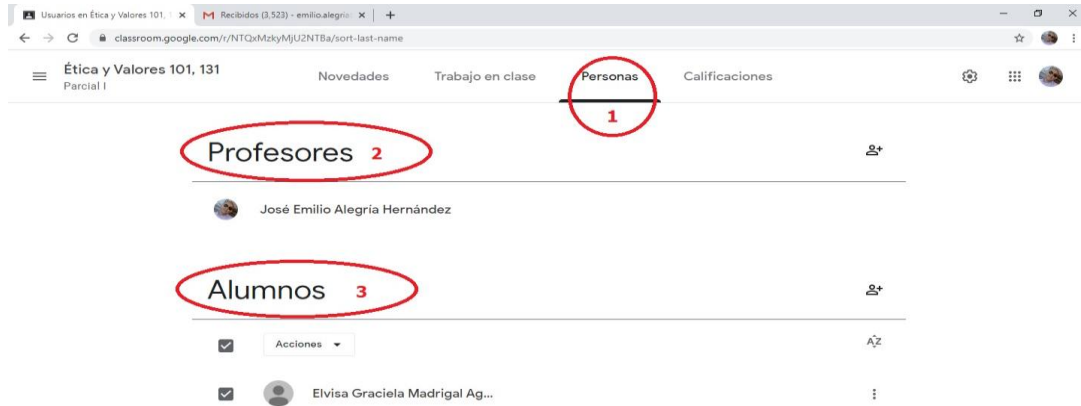 Usuarios en Ética y Valores 101, 1
Recibidos (3,523) - emilio.alegria
classroom.google.com/r/NTQxMzkyMjU2NTBa/sort-last-name
Ética y Valores 101, 131
Parcial I
Novedades Trabajo en clase Personas Calificaciones
1
Profesores 2
José Emilio Alegría Hernández
Alumnos 3
Acciones
AZ
Elvisa Graciela Madrigal Ag...